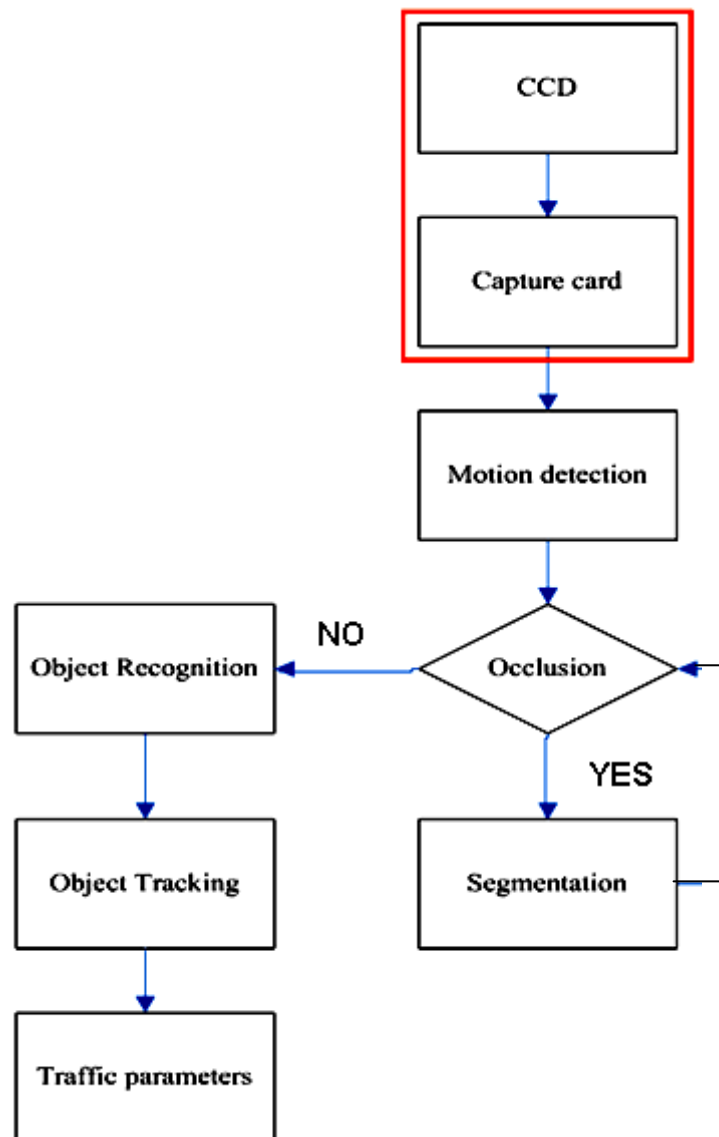 CCD
Capture card
Motion detection
Occlusion
NO
Object Recognition
YES
Object Tracking
Segmentation
Traffic parameters